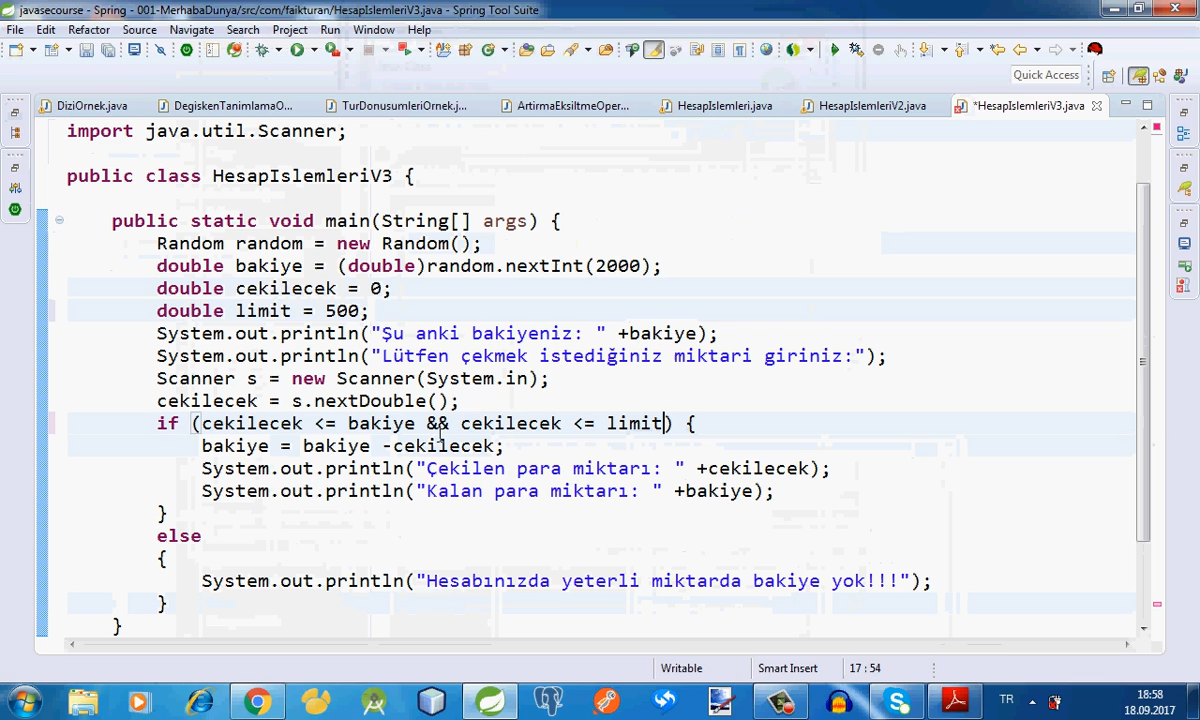 javasecourse - Spring - 001-MerhabaDunya/src/com/faikturan/HesapIslemleriV3.java - Spring Tool Suite
File Edit Refactor Source Navigate Search Project Run Window Help
Quick Access
DiziOrnek.java DegiskenTanimlamaO... TurDonusumleriOrnek.j... ArtirmaEksiltmeOper... HesapIslemleri.java HesapIslemleriV2.java *HesapIslemleriV3.java
import java.util.Scanner;
public class HesapIslemleriV3 {
public static void main(String[] args) {
Random random = new Random();
double bakiye = (double)random.nextInt(2000);
double cekilecek = 0;
double limit = 500;
System.out.println("Şu anki bakiyeniz: " +bakiye);
System.out.println("Lütfen çekmek istediğiniz miktari giriniz:");
Scanner s = new Scanner(System.in);
cekilecek = s.nextDouble();
if (cekilecek <= bakiye && cekilecek <= limit) {
bakiye = bakiye -cekilecek;
System.out.println("Çekilen para miktarı: " +cekilecek);
System.out.println("Kalan para miktarı: " +bakiye);
}
else
{
System.out.println("Hesabınızda yeterli miktarda bakiye yok!!!");
}
}
Writable Smart Insert 17 : 54
TR 18:58
18.09.2017